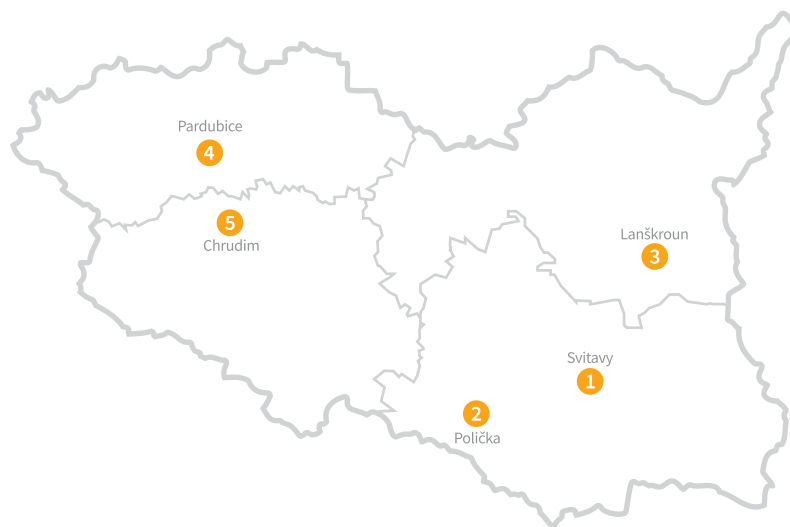 Pardubice
4
5
Chrudim
Lanškroun
3
Svitavy
1
2
Polička